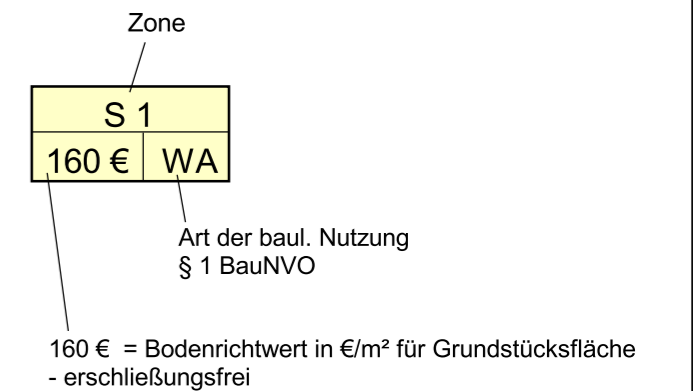 Zone
S 1
160 € WA
Art der baul. Nutzung
§ 1 BauNVO
160 € = Bodenrichtwert in €/m² für Grundstücksfläche
- erschließungsfrei